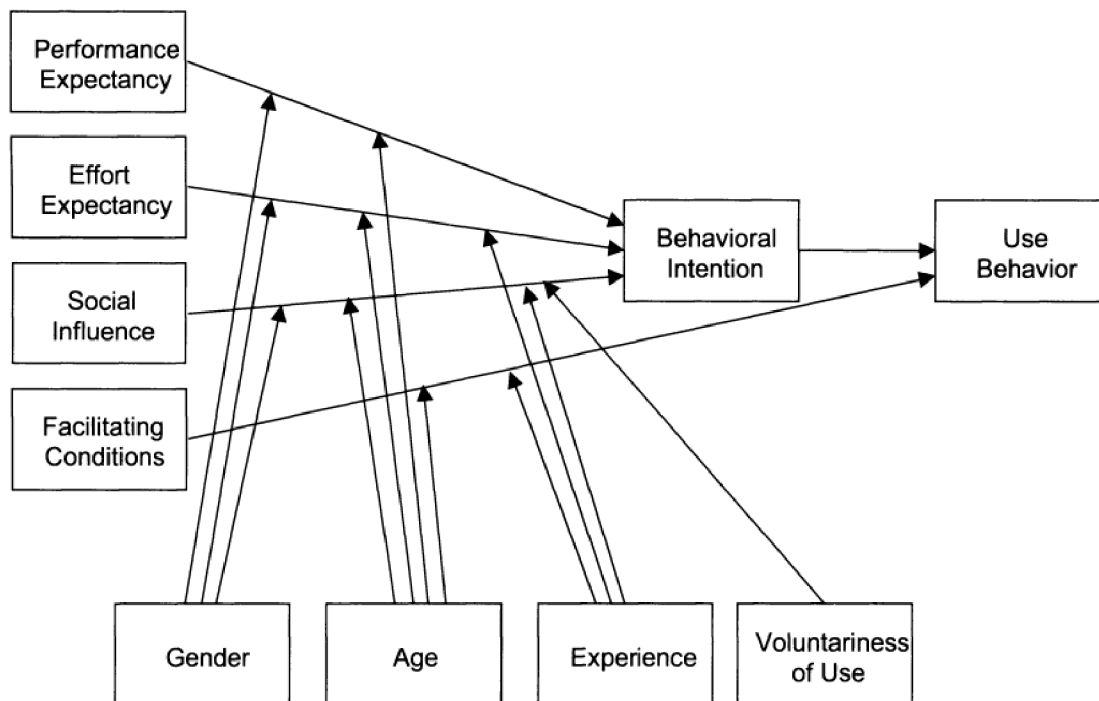 Performance
Expectancy
Effort
Expectancy
Social
Influence
Facilitating
Conditions
Behavioral
Intention
Use
Behavior
Gender
Age
Experience
Voluntariness
of Use